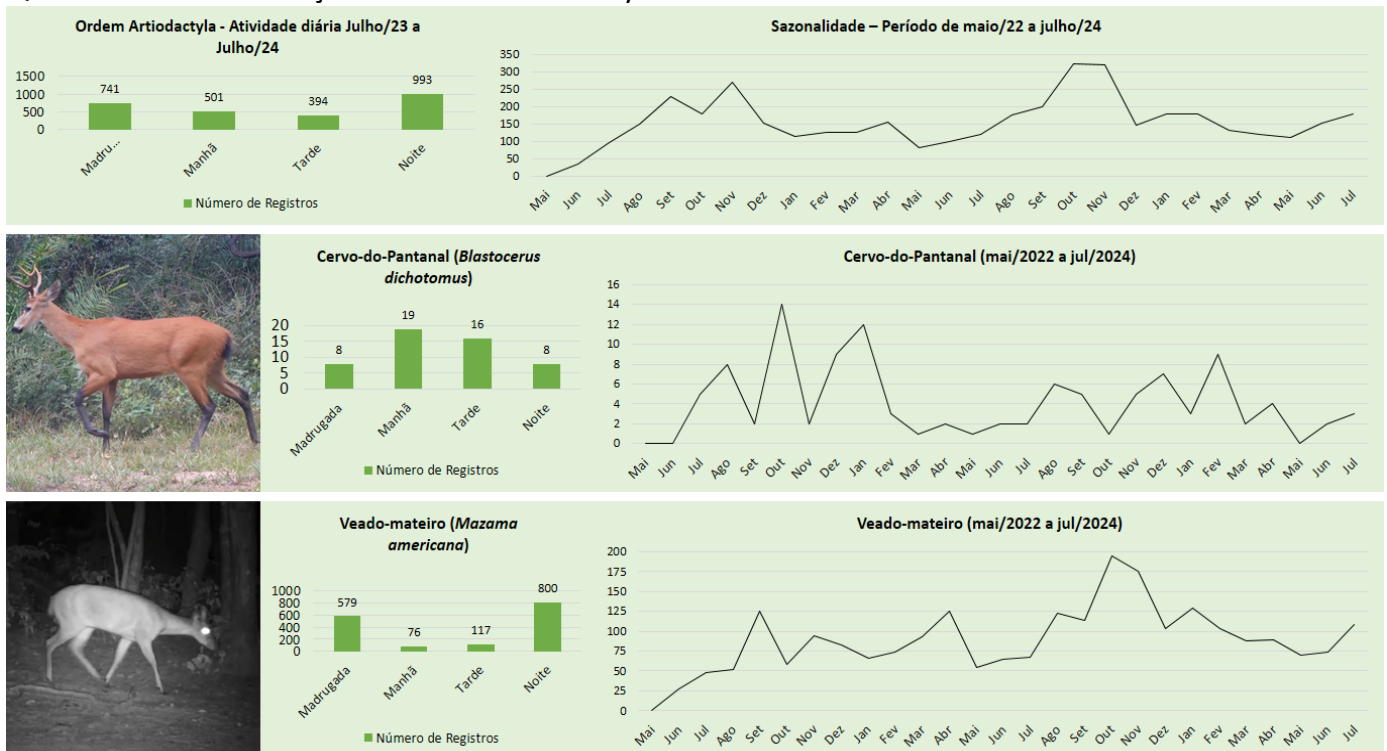 Ordem Artiodactyla - Atividade diária Julho/23 a
Julho/24
1500
1000
500
0
741
501
394
993
Madru...
Manhã
Tarde
Noite
Número de Registros
Sazonalidade – Período de maio/22 a julho/24
350
300
250
200
150
100
50
0
Mai Jun Jul Ago Set Out Nov Dez Jan Fev Mar Abr Mai Jun Jul Ago Set Out Nov Dez Jan Fev Mar Abr Mai Jun Jul
Cervo-do-Pantanal (Blastocerus
dichotomus)
20
15
10
5
0
8
19
16
8
Madrugada
Manhã
Tarde
Noite
Número de Registros
Cervo-do-Pantanal (mai/2022 a jul/2024)
16
14
12
10
8
6
4
2
0
Mai Jun Jul Ago Set Out Nov Dez Jan Fev Mar Abr Mai Jun Jul Ago Set Out Nov Dez Jan Fev Mar Abr Mai Jun Jul
Veado-mateiro (Mazama
americana)
1000
800
600
400
200
0
579
76
117
800
Madrugada
Manhã
Tarde
Noite
Número de Registros
Veado-mateiro (mai/2022 a jul/2024)
200
175
150
125
100
75
50
25
0
Mai Jun Jul Ago Set Out Nov Dez Jan Fev Mar Abr Mai Jun Jul Ago Set Out Nov Dez Jan Fev Mar Abr Mai Jun Jul